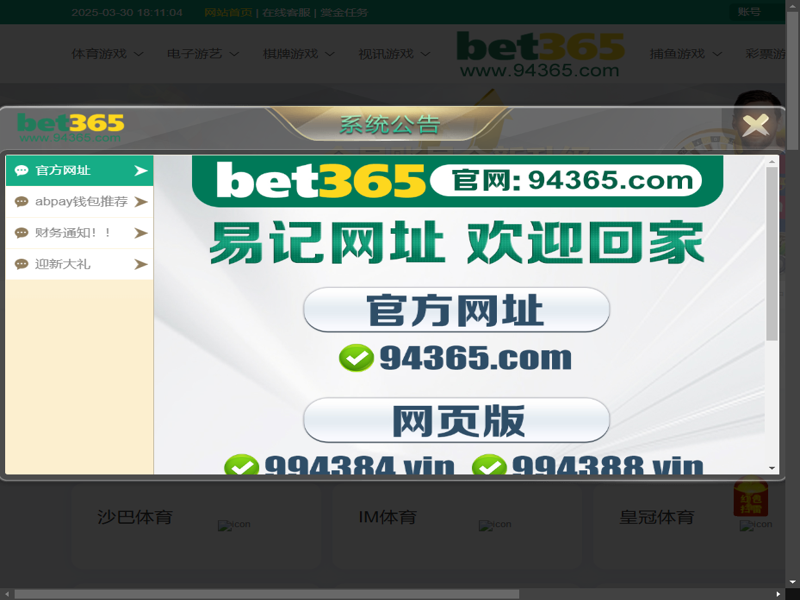 2025-03-30 18:11:04 网站首页 | 在线客服 | 赏金任务 账号
体育游戏 电子游艺 棋牌游戏 视讯游戏 bet365 捕鱼游戏 彩票游
www.94365.com
bet365 系统公告
www.94365.com
官方网址
abpay钱包推荐
财务通知！！
迎新大礼
bet365 官网: 94365.com
易记网址 欢迎回家
官方网址
94365.com
网页版
994384.vip 994388.vip
沙巴体育 icon IM体育 icon 皇冠体育 icon